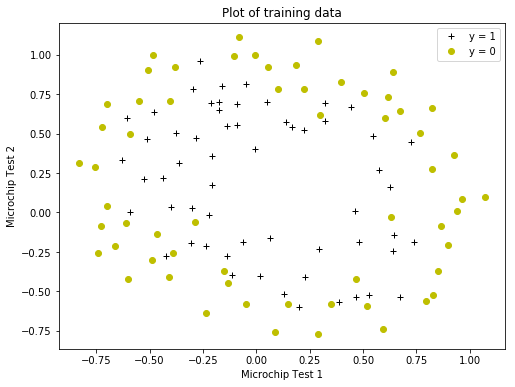 Plot of training data
y = 1
y = 0
1.00
0.75
0.50
0.25
0.00
−0.25
−0.50
−0.75
Microchip Test 2
−0.75 −0.50 −0.25 0.00 0.25 0.50 0.75 1.00
Microchip Test 1